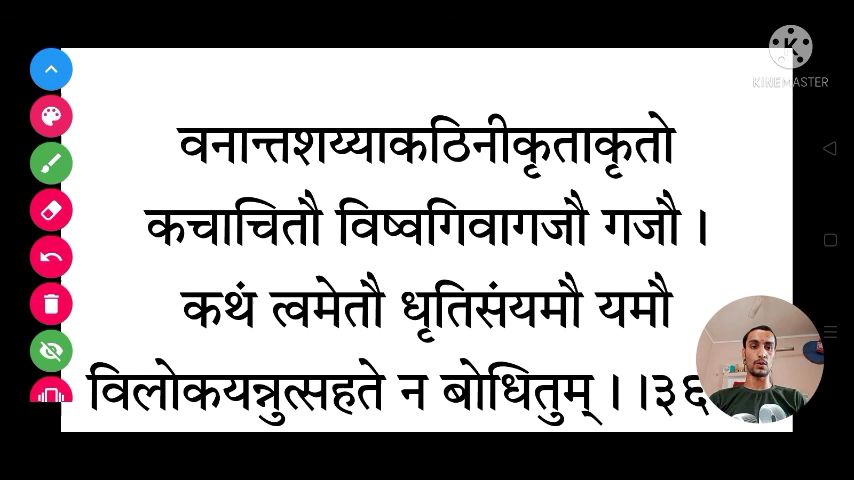 KINEMASTER
वनान्तशय्याकठिनीकृताकृतो
कचाचितौ विष्वगिवागजौ गजौ ।
कथं त्वमेतौ धृतिसंयमौ यमौ
विलोकयन्नुत्सहते न बोधितुम् ।।३६